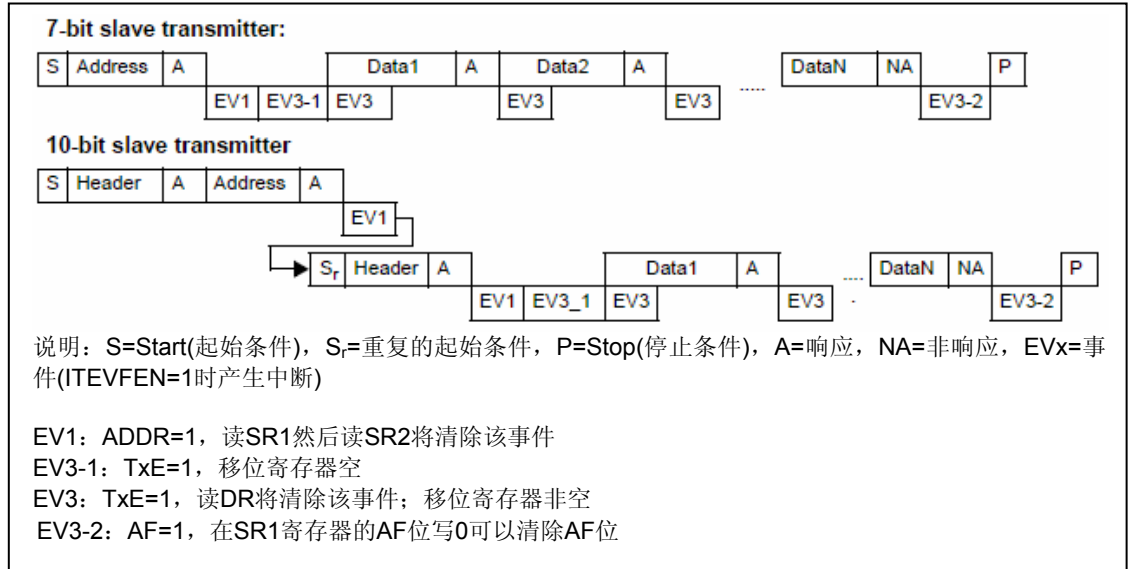 7-bit slave transmitter:
S Address A Data1 A Data2 A ..... DataN NA P
EV1 EV3-1 EV3 EV3 EV3 EV3-2
10-bit slave transmitter
S Header A Address A
EV1
Sr Header A Data1 A .... DataN NA P
EV1 EV3_1 EV3 EV3 . EV3-2
说明：S=Start(起始条件)，Sr=重复的起始条件，P=Stop(停止条件)，A=响应，NA=非响应，EVx=事
件(ITEVFEN=1时产生中断)
EV1：ADDR=1，读SR1然后读SR2将清除该事件
EV3-1：TxE=1，移位寄存器空
EV3：TxE=1，读DR将清除该事件；移位寄存器非空
EV3-2：AF=1，在SR1寄存器的AF位写0可以清除AF位